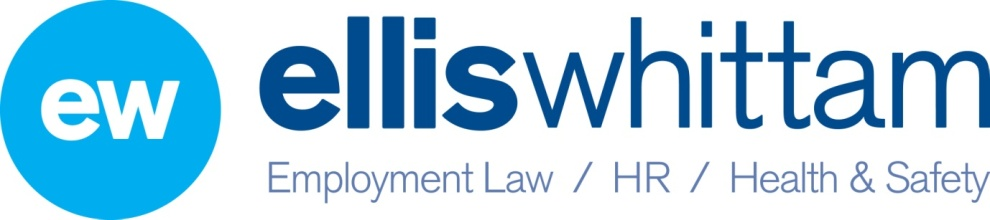 ew
elliswhittam
Employment Law / HR / Health & Safety